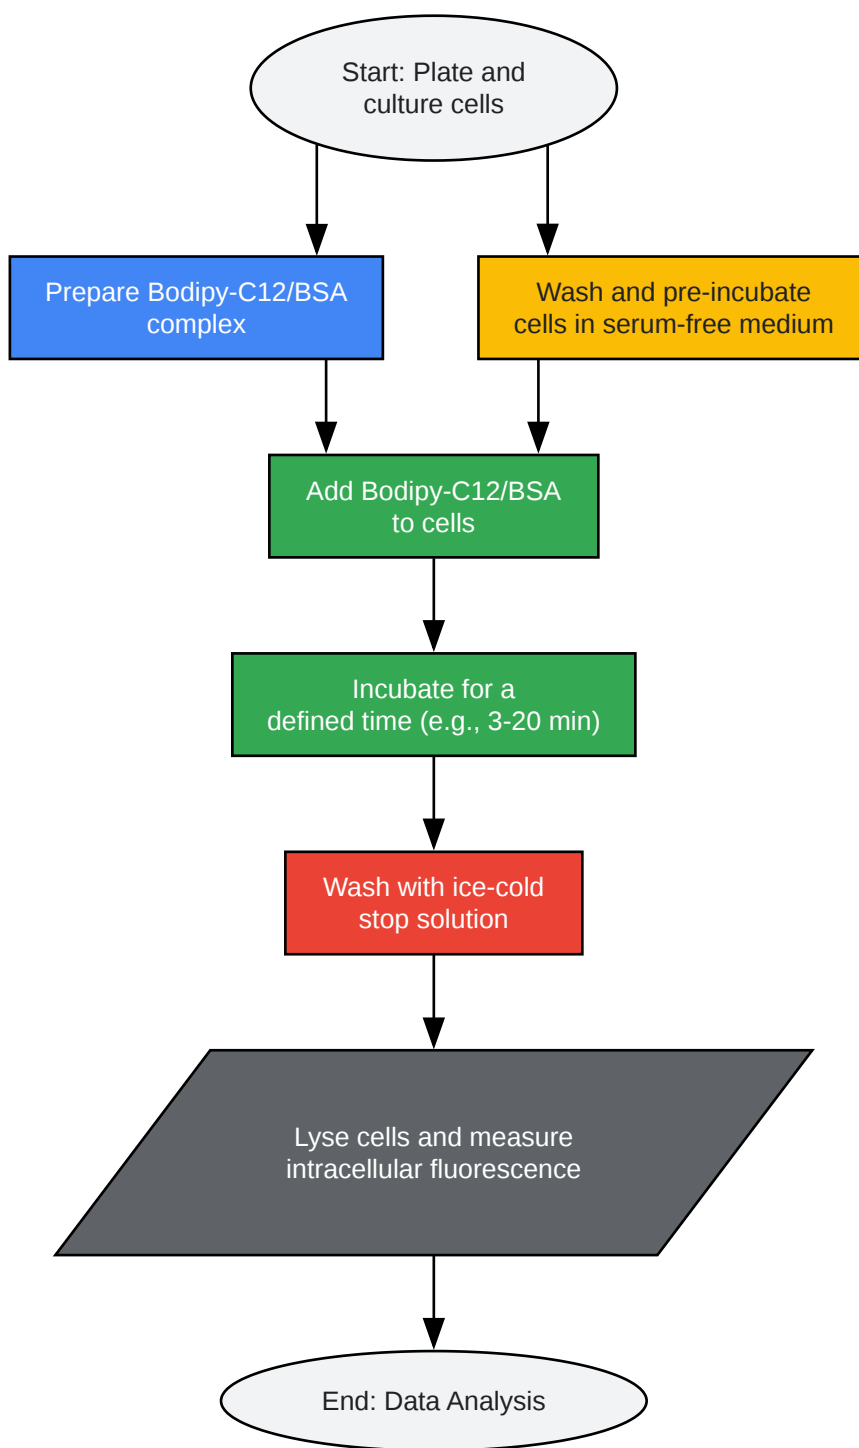 Start: Plate and
culture cells
Prepare Bodipy-C12/BSA
complex
Wash and pre-incubate
cells in serum-free medium
Add Bodipy-C12/BSA
to cells
Incubate for a
defined time (e.g., 3-20 min)
Wash with ice-cold
stop solution
Lyse cells and measure
intracellular fluorescence
End: Data Analysis